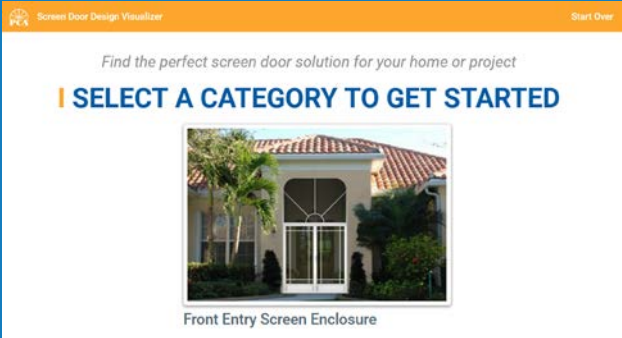 PCA Screen Door Design Visualizer Start Over
Find the perfect screen door solution for your home or project
SELECT A CATEGORY TO GET STARTED
Front Entry Screen Enclosure